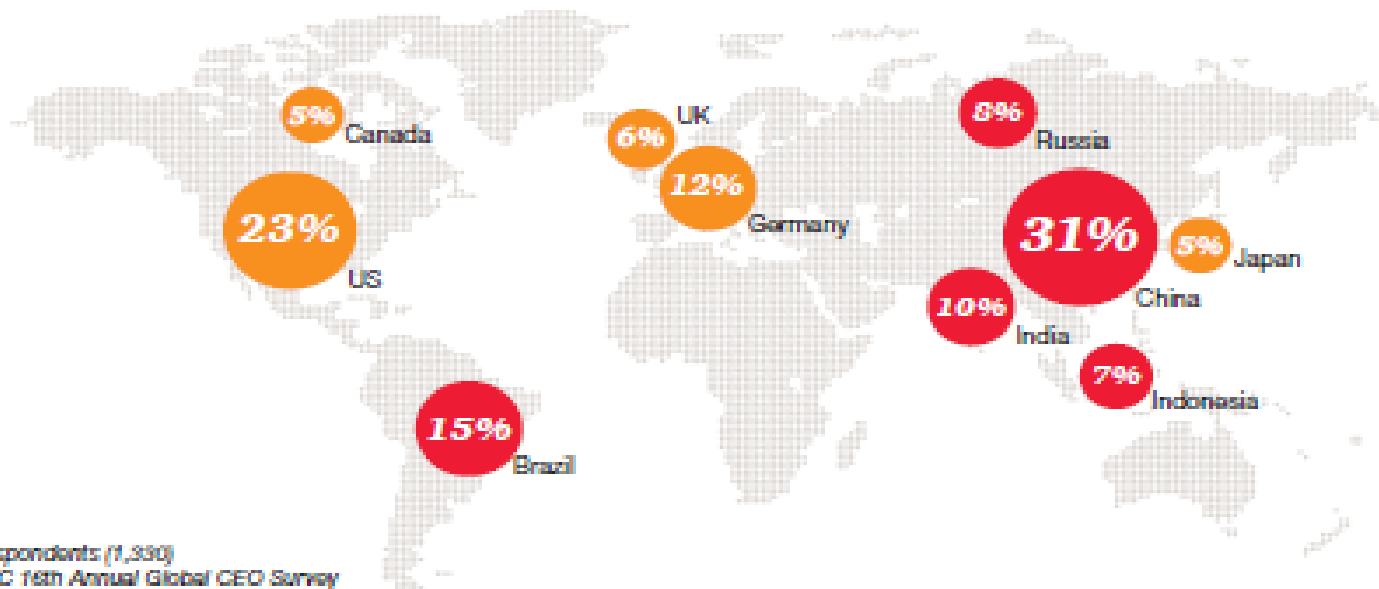 5%
Canada
23%
US
6%
UK
12%
Germany
8%
Russia
31%
China
5%
Japan
10%
India
7%
Indonesia
15%
Brazil
spondents (1,330)
C 16th Annual Global CEO Survey